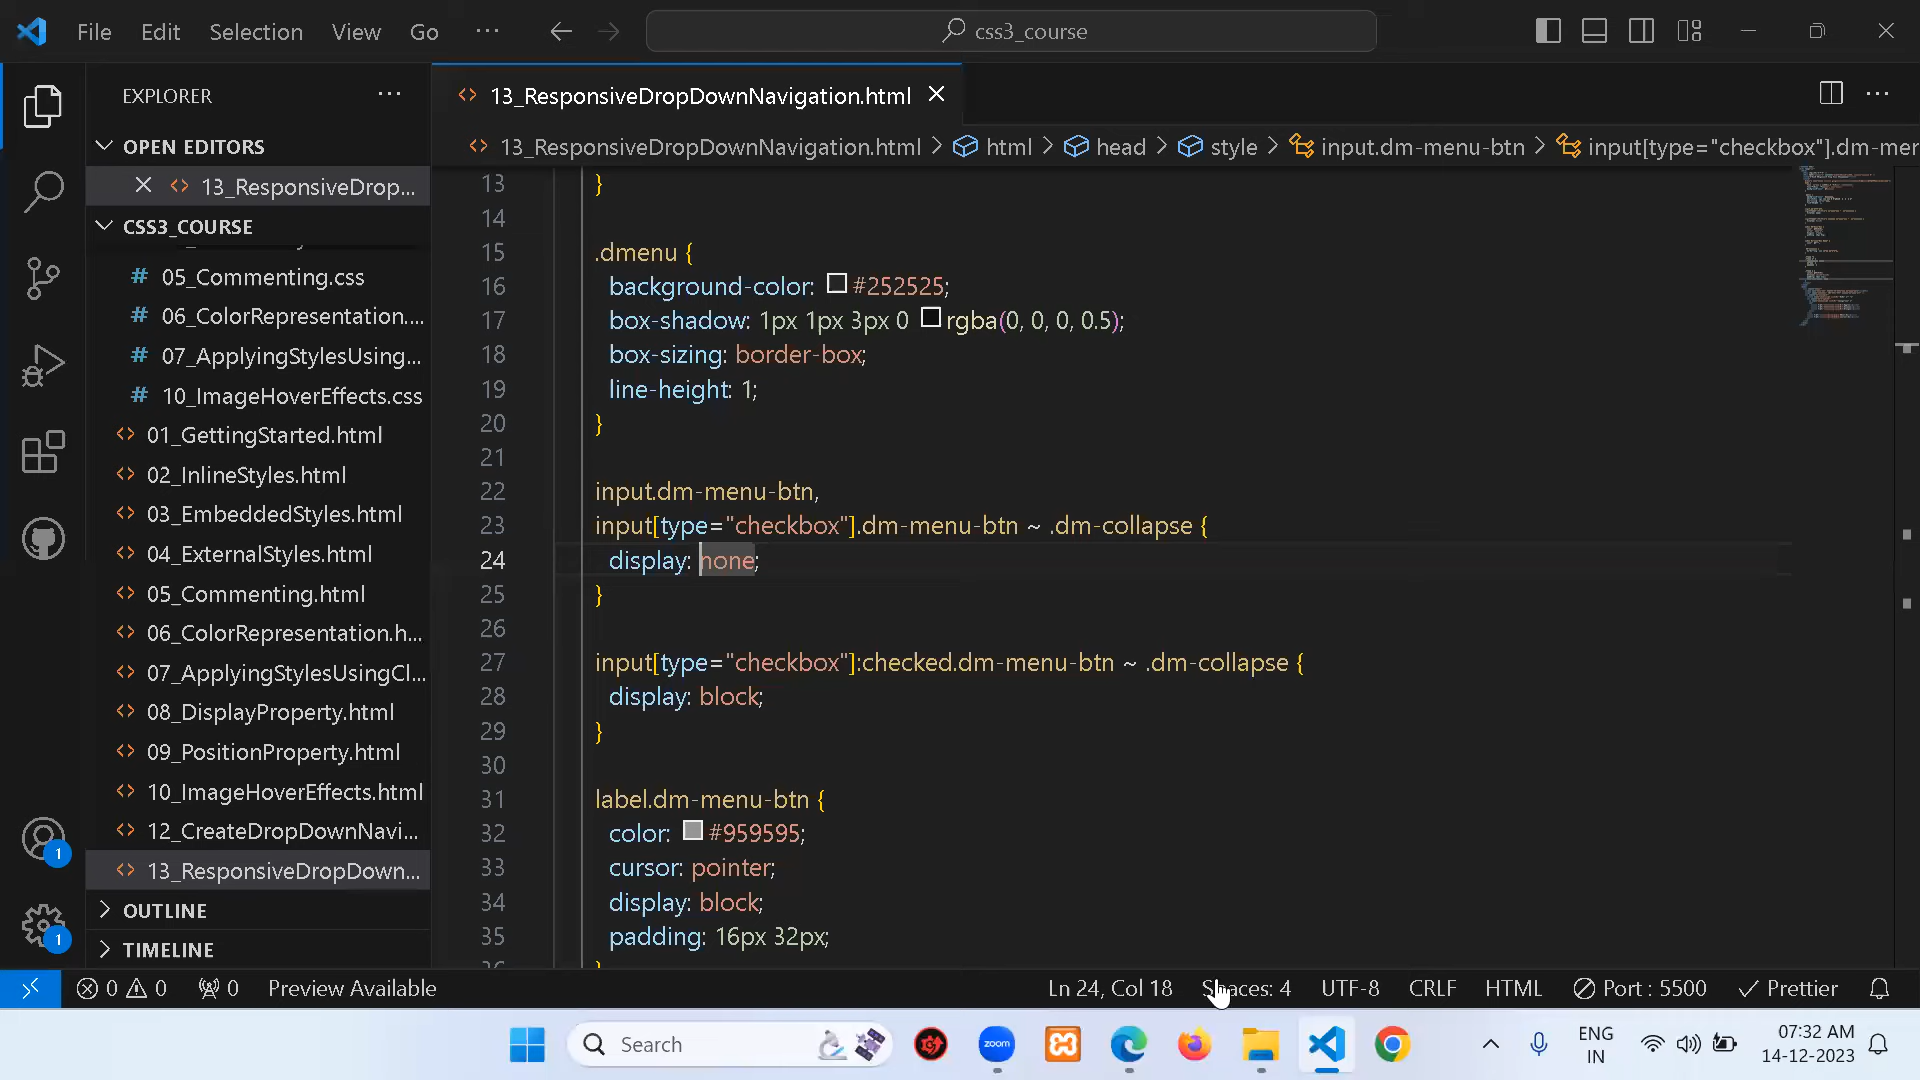 File Edit Selection View Go ··· css3_course
EXPLORER ···
OPEN EDITORS
13_ResponsiveDrop...
CSS3_COURSE
05_Commenting.css
06_ColorRepresentation....
07_ApplyingStylesUsing...
10_ImageHoverEffects.css
01_GettingStarted.html
02_InlineStyles.html
03_EmbeddedStyles.html
04_ExternalStyles.html
05_Commenting.html
06_ColorRepresentation.h...
07_ApplyingStylesUsingCl...
08_DisplayProperty.html
09_PositionProperty.html
10_ImageHoverEffects.html
12_CreateDropDownNavi...
13_ResponsiveDropDown...
OUTLINE
TIMELINE
13_ResponsiveDropDownNavigation.html
13_ResponsiveDropDownNavigation.html > html > head > style > input.dm-menu-btn > input[type="checkbox"].dm-mer
13 }
14
15 .dmenu {
16 background-color: #252525;
17 box-shadow: 1px 1px 3px 0 rgba(0, 0, 0, 0.5);
18 box-sizing: border-box;
19 line-height: 1;
20 }
21
22 input.dm-menu-btn,
23 input[type="checkbox"].dm-menu-btn ~ .dm-collapse {
24 display: none;
25 }
26
27 input[type="checkbox"]:checked.dm-menu-btn ~ .dm-collapse {
28 display: block;
29 }
30
31 label.dm-menu-btn {
32 color: #959595;
33 cursor: pointer;
34 display: block;
35 padding: 16px 32px;
1
1
0 0 0 Preview Available Ln 24, Col 18 Spaces: 4 UTF-8 CRLF HTML Port : 5500 Prettier
Search zoom ENG
IN
07:32 AM
14-12-2023